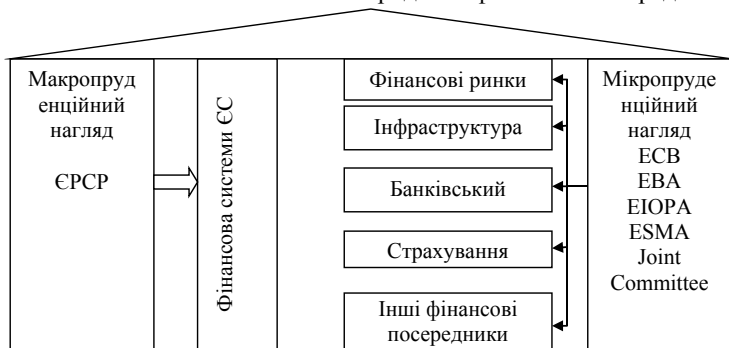 Макропруд
енційний
нагляд
ЄРСР
Фінансова системи ЄС
Фінансові ринки
Інфраструктура
Банківський
Страхування
Інші фінансові
посередники
Мікропруде
нційний
нагляд
ECB
EBA
EIOPA
ESMA
Joint
Committee